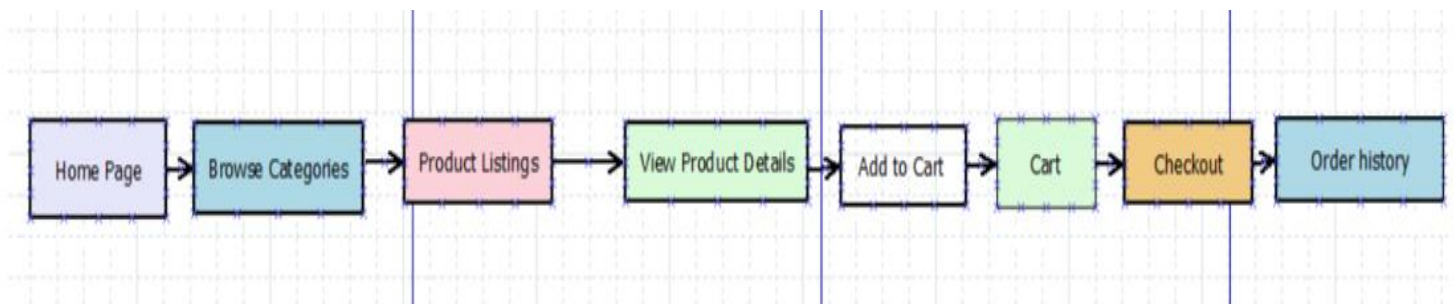 Home Page
Browse Categories
Product Listings
View Product Details
Add to Cart
Cart
Checkout
Order history